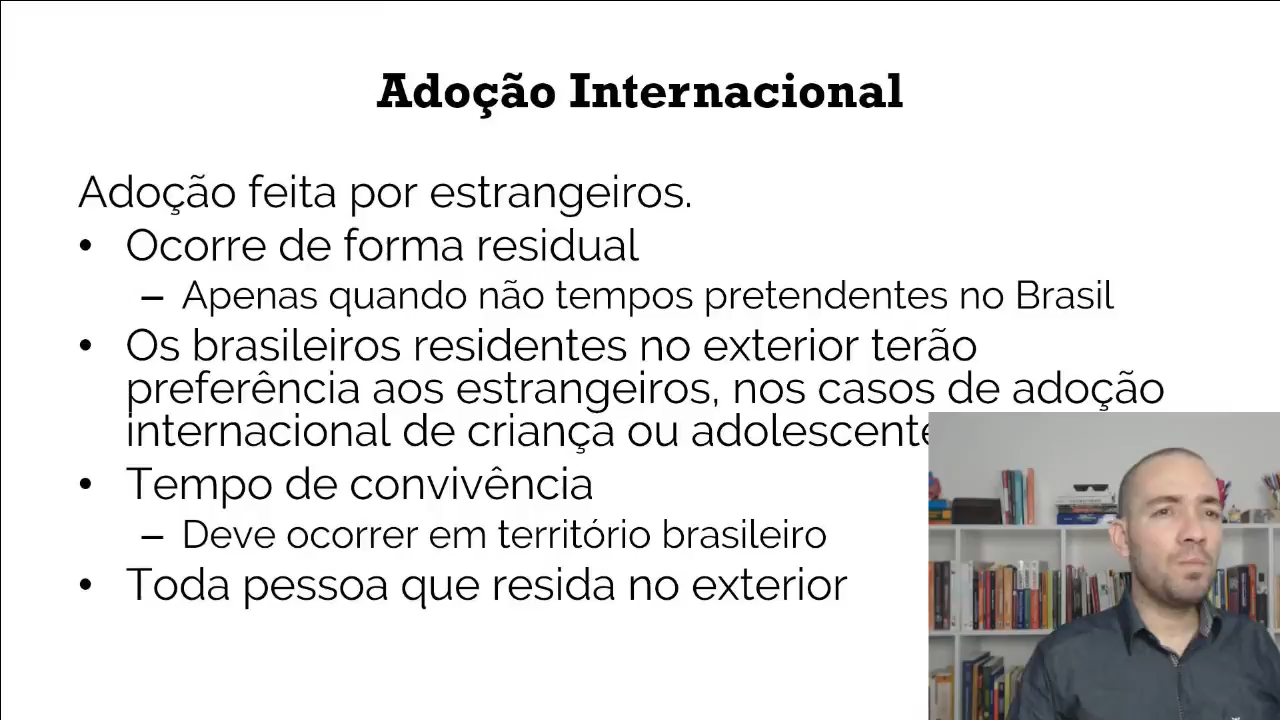 Adoção Internacional
Adoção feita por estrangeiros.
• Ocorre de forma residual
– Apenas quando não tempos pretendentes no Brasil
• Os brasileiros residentes no exterior terão
preferência aos estrangeiros, nos casos de adoção
internacional de criança ou adolescente
• Tempo de convivência
– Deve ocorrer em território brasileiro
• Toda pessoa que resida no exterior